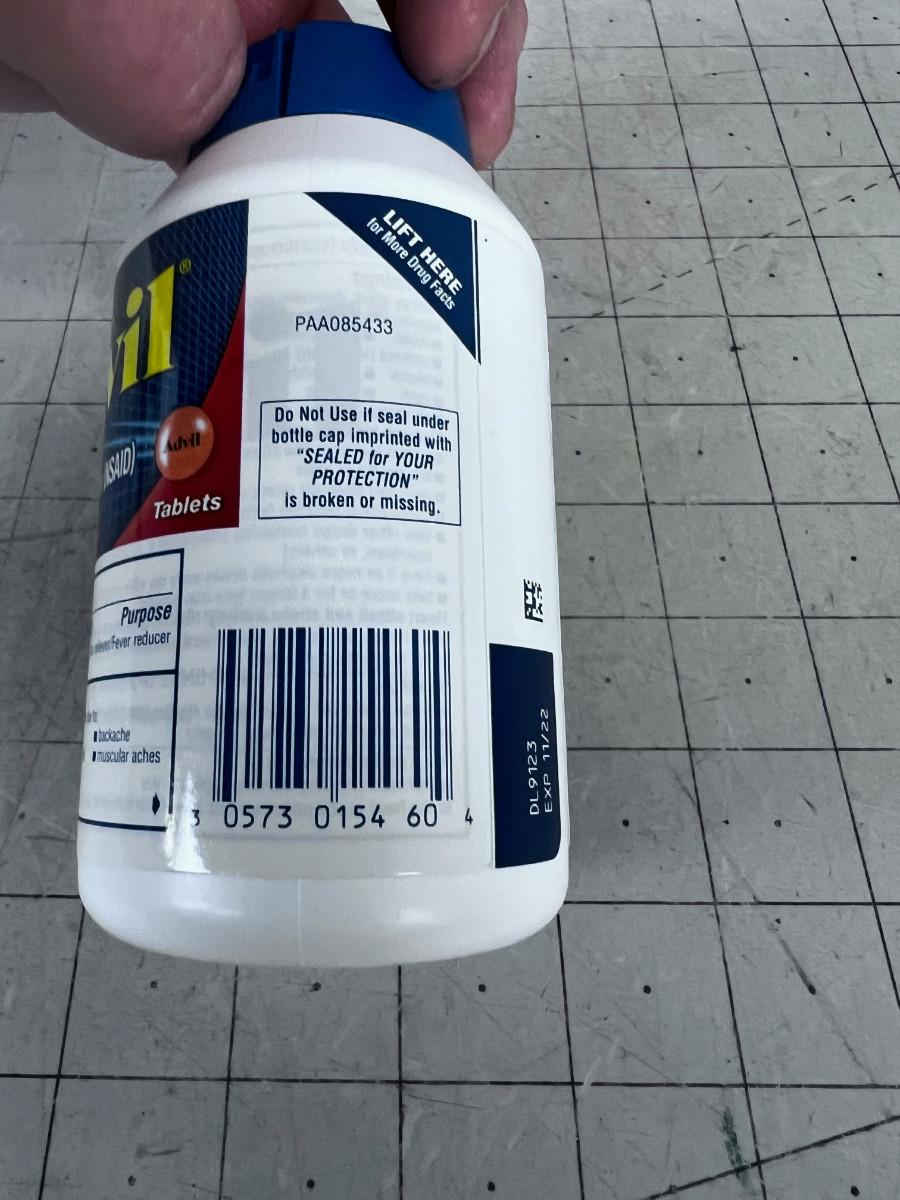 LIFT HERE
for More Drug Facts
vil®
PAA085433
Do Not Use if seal under
bottle cap imprinted with
"SEALED for YOUR
PROTECTION"
is broken or missing.
Advil
(NSAID)
Tablets
Purpose
reliever/Fever reducer
■ backache
■ muscular aches
3 0573 0154 60 4
DL9123
EXP 11/22